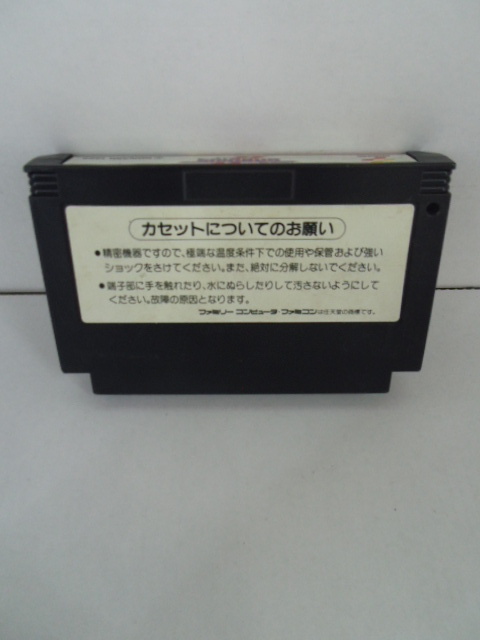 カセットについてのお願い
●精密機器ですので、極端な温度条件下での使用や保管および強い
ショックをさけてください。また、絶対に分解しないでください。
●端子部に手を触れたり、水にぬらしたりして汚さないようにして
ください。故障の原因となります。
ファミリーコンピュータ・ファミコンは任天堂の商標です。